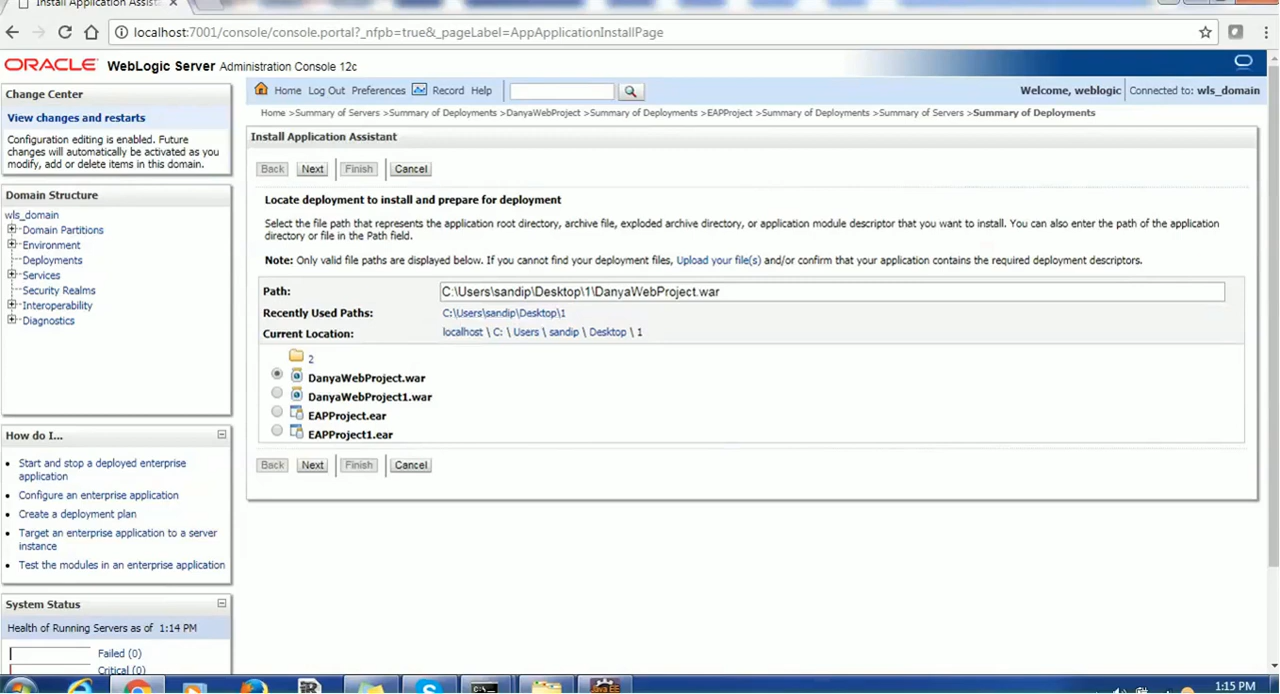 Install Application Assist
localhost:7001/console/console.portal?_nfpb=true&_pageLabel=AppApplicationInstallPage
ORACLE WebLogic Server Administration Console 12c
Change Center
View changes and restarts
Configuration editing is enabled. Future
changes will automatically be activated as you
modify, add or delete items in this domain.
Domain Structure
wls_domain
Domain Partitions
Environment
Deployments
Services
Security Realms
Interoperability
Diagnostics
How do I...
Start and stop a deployed enterprise
application
Configure an enterprise application
Create a deployment plan
Target an enterprise application to a server
instance
Test the modules in an enterprise application
System Status
Health of Running Servers as of 1:14 PM
Failed (0)
Critical (0)
Home Log Out Preferences Record Help
Welcome, weblogic Connected to: wls_domain
Home >Summary of Servers >Summary of Deployments >DanyaWebProject >Summary of Deployments >EAPProject >Summary of Deployments >Summary of Servers >Summary of Deployments
Install Application Assistant
Back Next Finish Cancel
Locate deployment to install and prepare for deployment
Select the file path that represents the application root directory, archive file, exploded archive directory, or application module descriptor that you want to install. You can also enter the path of the application
directory or file in the Path field.
Note: Only valid file paths are displayed below. If you cannot find your deployment files, Upload your file(s) and/or confirm that your application contains the required deployment descriptors.
Path: C:\Users\sandip\Desktop\1\DanyaWebProject.war
Recently Used Paths: C:\Users\sandip\Desktop\1
Current Location: localhost \ C: \ Users \ sandip \ Desktop \ 1
2
DanyaWebProject.war
DanyaWebProject1.war
EAPProject.ear
EAPProject1.ear
Back Next Finish Cancel
Java EE
1:15 PM